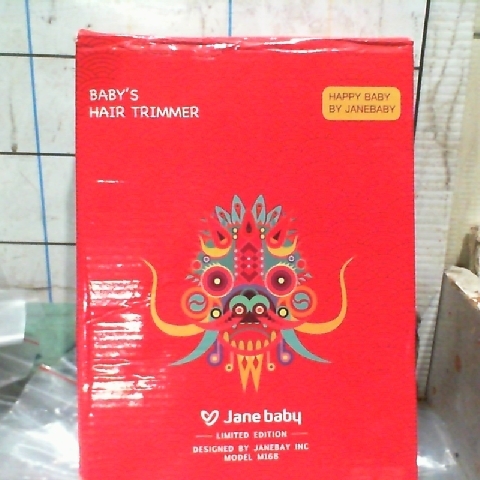 BABY'S
HAIR TRIMMER
HAPPY BABY
BY JANEBABY
Jane baby
LIMITED EDITION
DESIGNED BY JANEBAY INC
MODEL M168